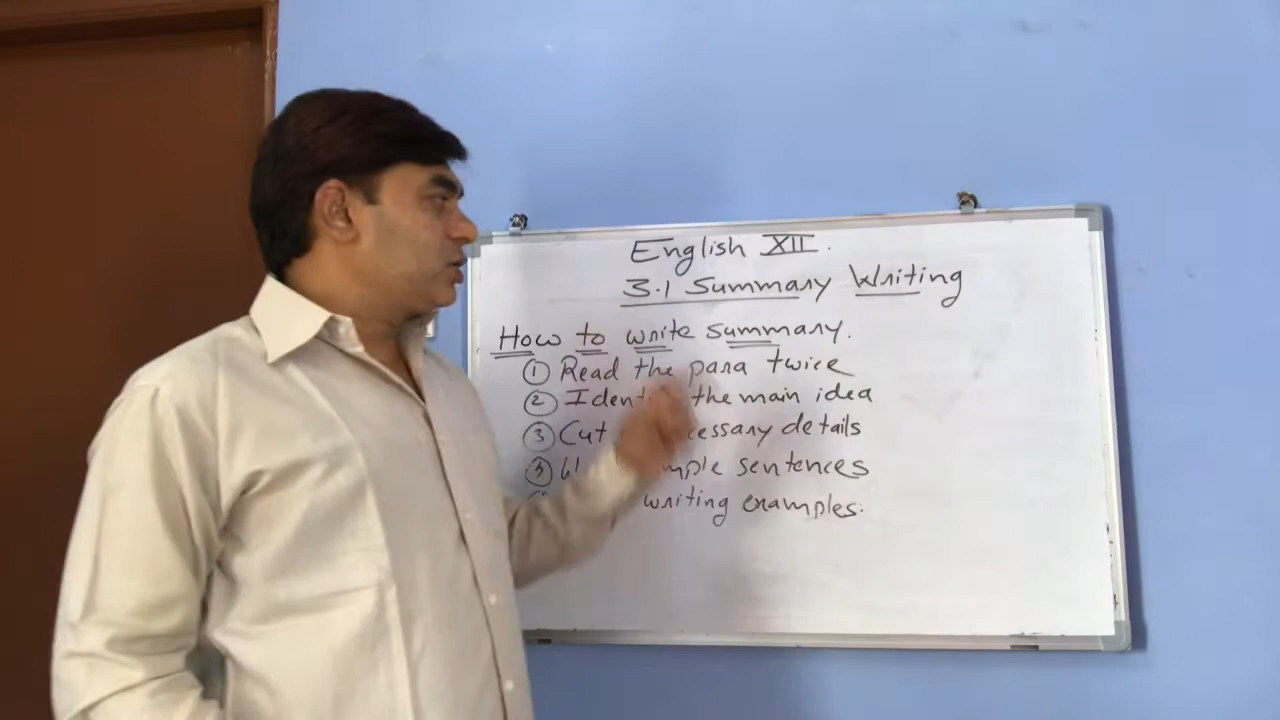 English XII.
3.1 Summary Writing
How to write summary.
1 Read the para twice
2 the main idea
3 Cut details
sentences
writing examples.